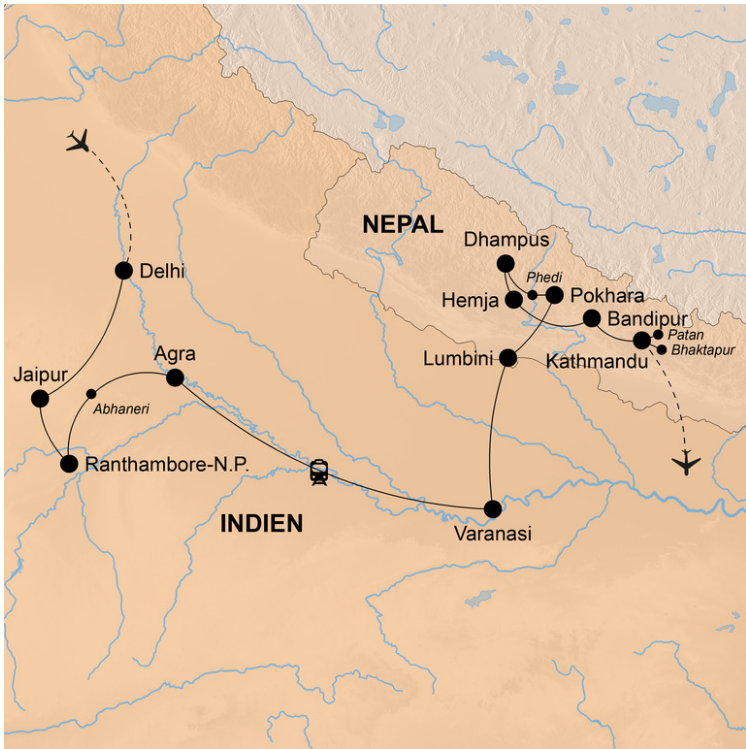 NEPAL
Dhampus
Delhi
Phedi
Hemja
Pokhara
Bandipur
Patan
Bhaktapur
Kathmandu
Lumbini
Agra
Jaipur
Abhaneri
Ranthambore-N.P.
INDIEN
Varanasi